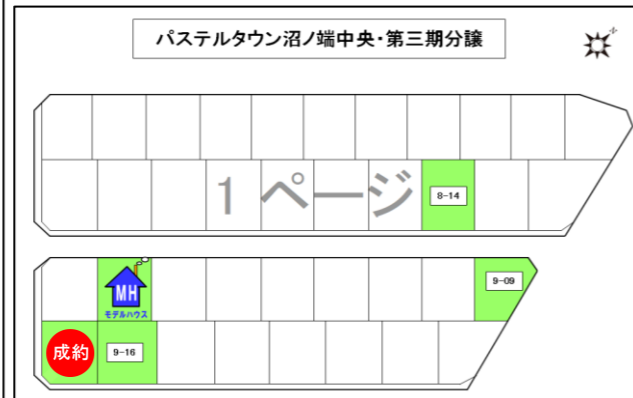 パステルタウン沼ノ端中央・第三期分譲
N
1 ページ
8-14
MH
モデルハウス
9-09
成約
9-16